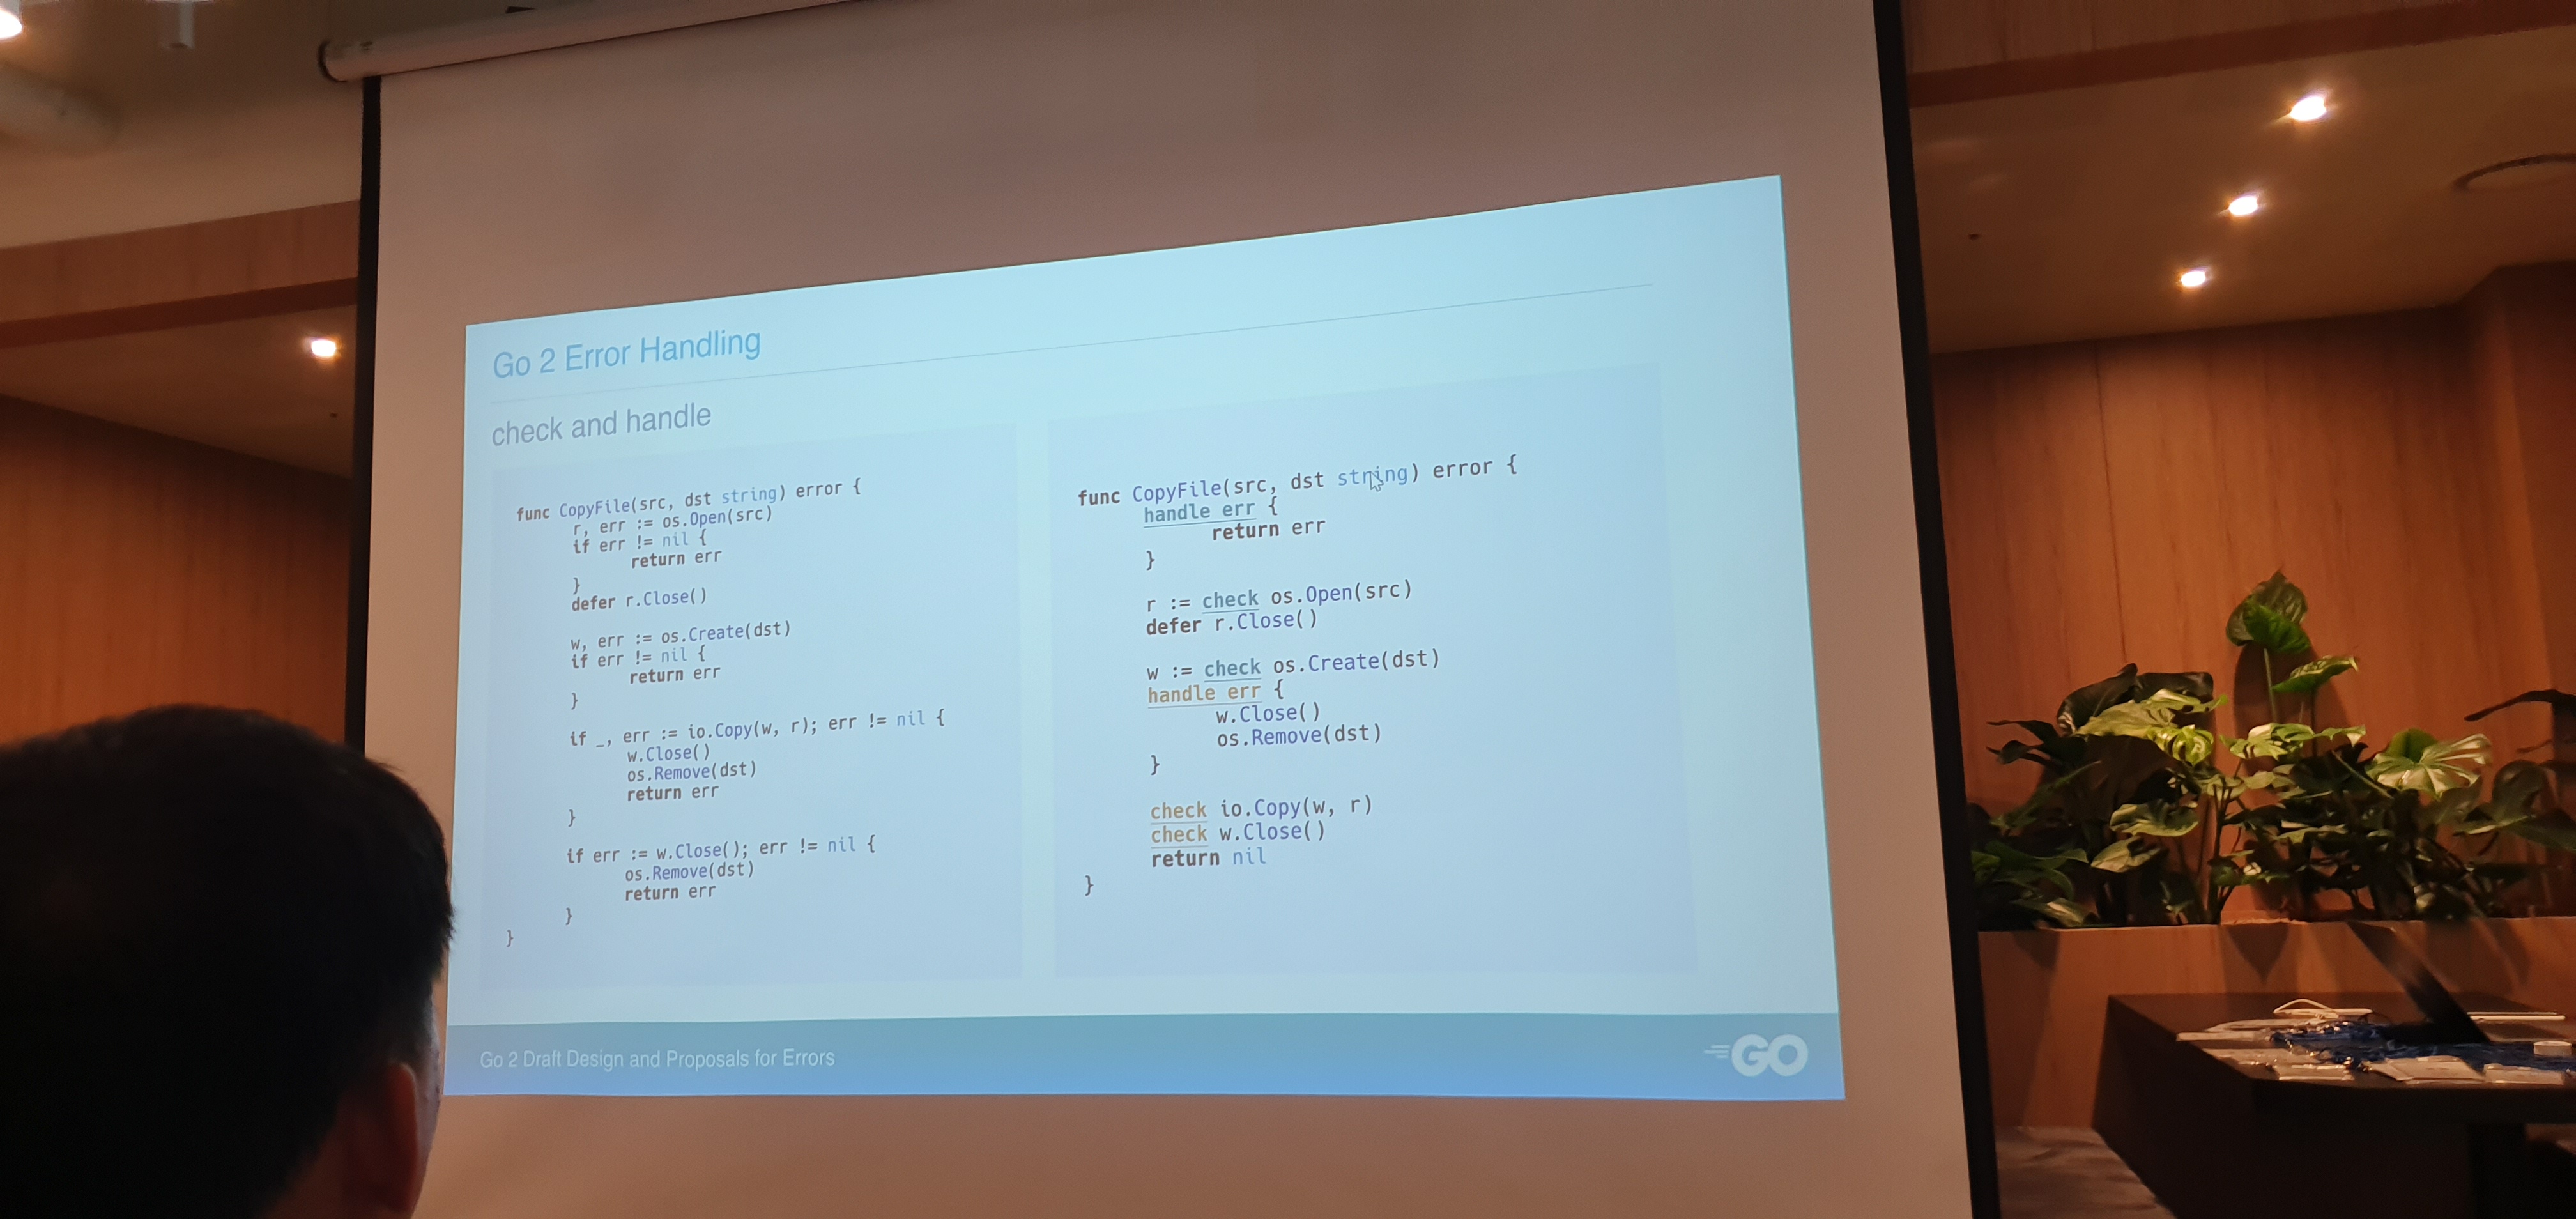 Go 2 Error Handling
check and handle
func CopyFile(src, dst string) error {
r, err := os.Open(src)
if err != nil {
return err
}
defer r.Close()
w, err := os.Create(dst)
if err != nil {
return err
}
if _, err := io.Copy(w, r); err != nil {
w.Close()
os.Remove(dst)
return err
}
if err := w.Close(); err != nil {
os.Remove(dst)
return err
}
}
func CopyFile(src, dst string) error {
handle err {
return err
}
r := check os.Open(src)
defer r.Close()
w := check os.Create(dst)
handle err {
w.Close()
os.Remove(dst)
}
check io.Copy(w, r)
check w.Close()
return nil
}
Go 2 Draft Design and Proposals for Errors
GO